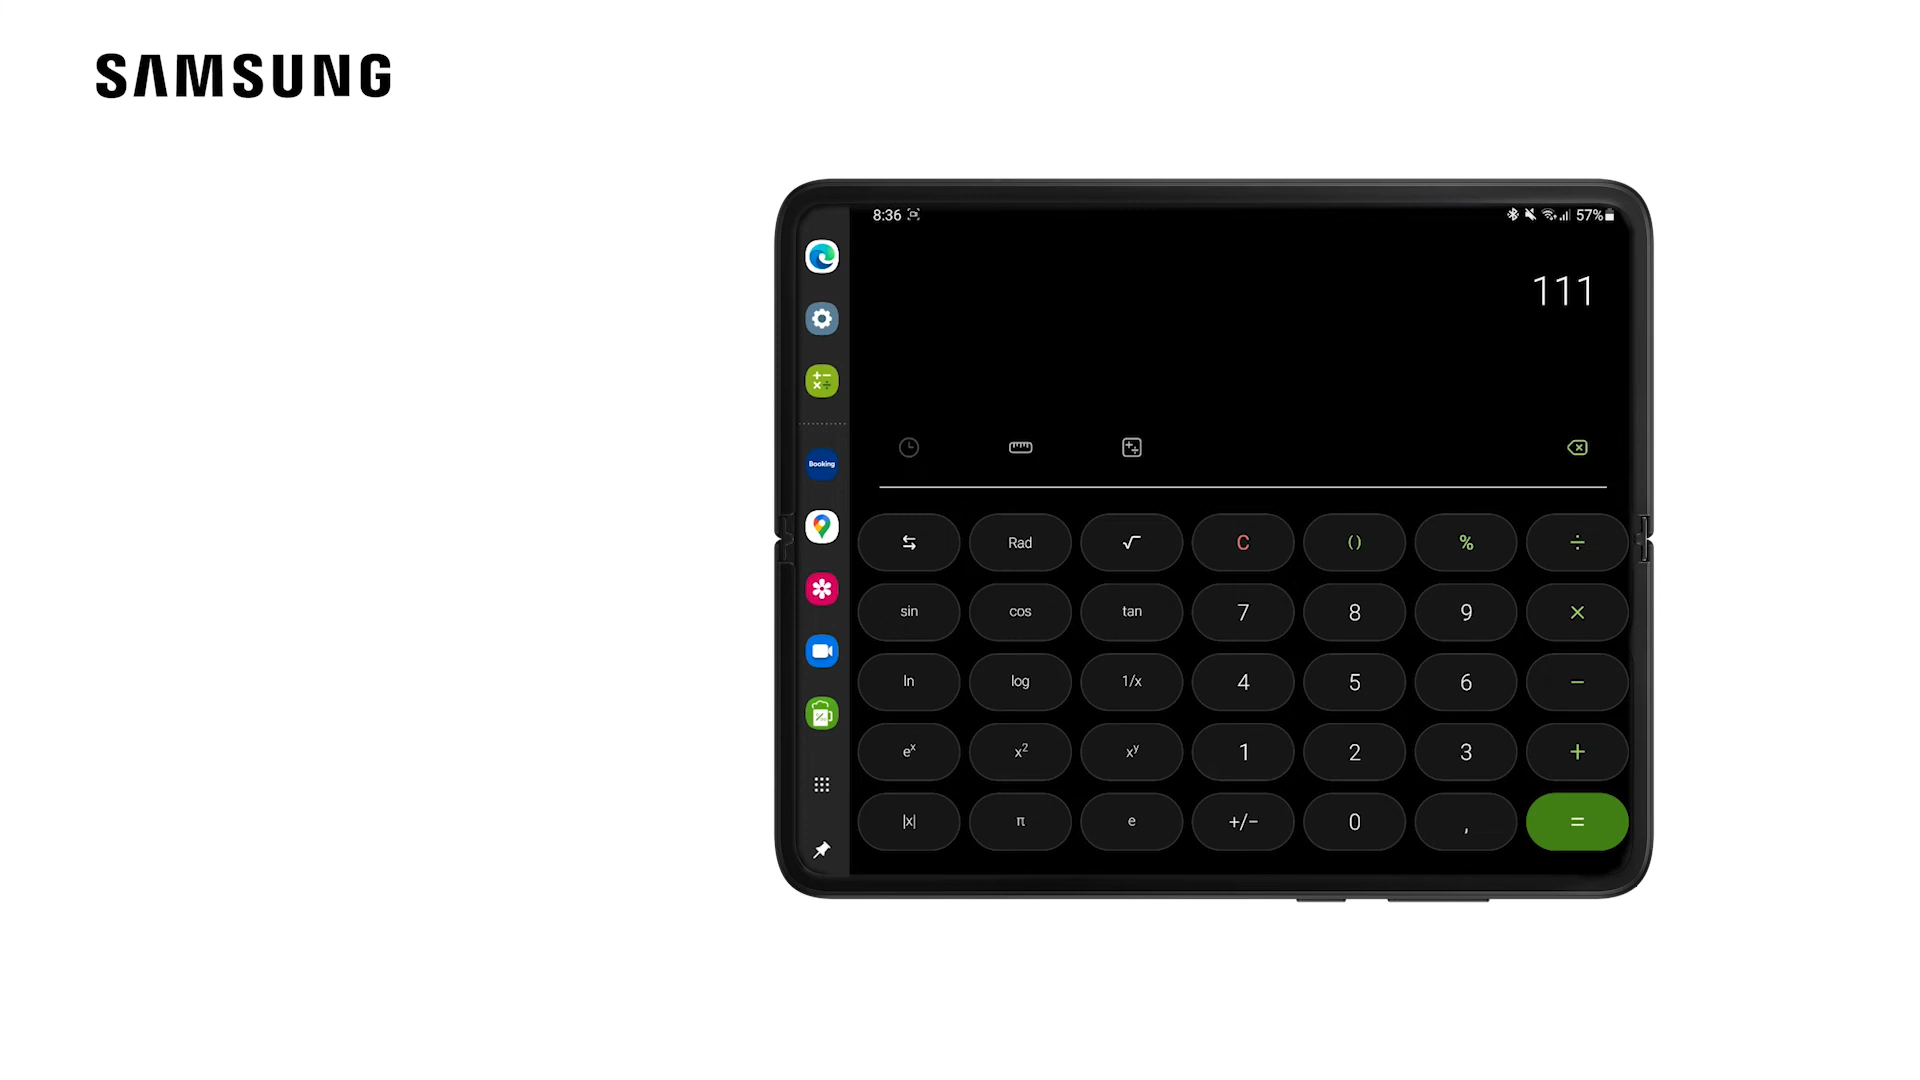 SAMSUNG
8:36
57%
111
Booking
Rad √ C () % ÷
sin cos tan 7 8 9 ×
ln log 1/x 4 5 6 −
eˣ x² xʸ 1 2 3 +
|x| π e +/− 0 , =